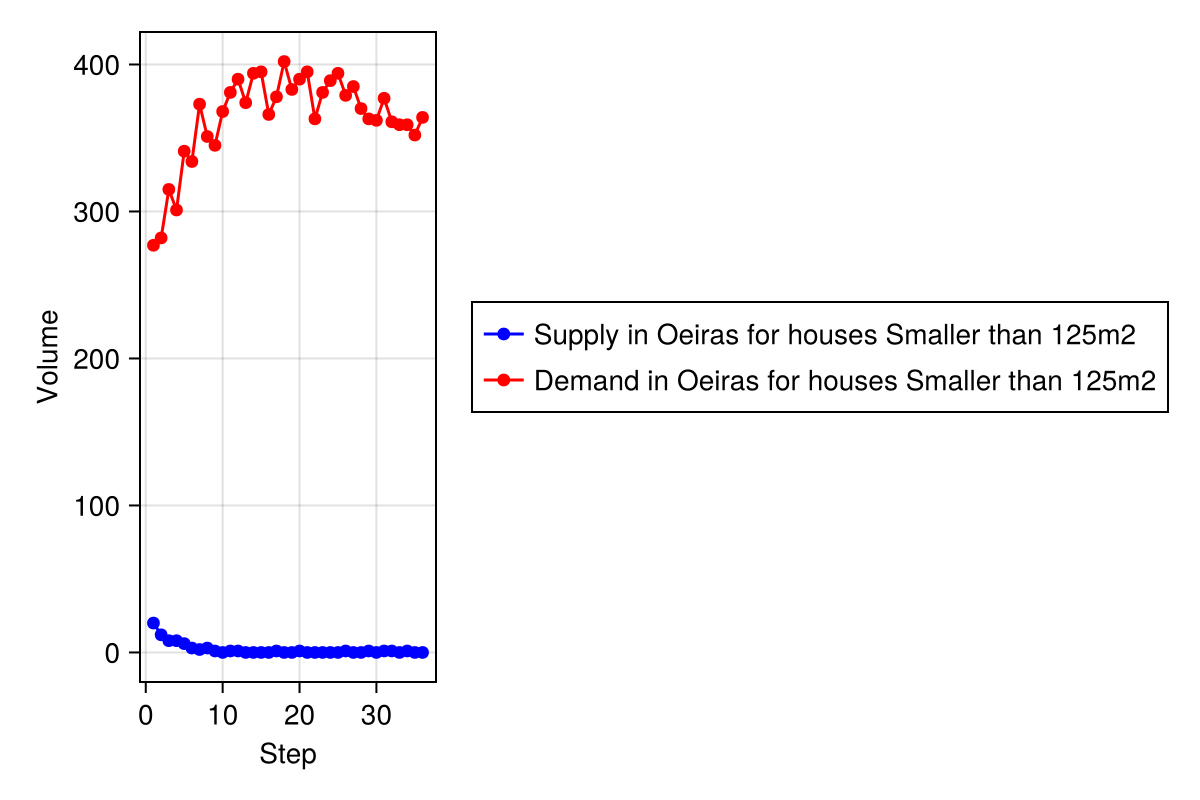 400
300
200
100
0
Volume
0 10 20 30
Step
Supply in Oeiras for houses Smaller than 125m2
Demand in Oeiras for houses Smaller than 125m2